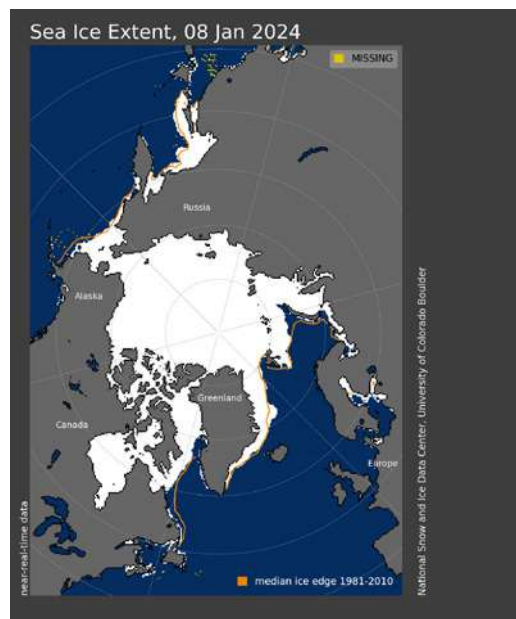 Sea Ice Extent, 08 Jan 2024
MISSING
Russia
Alaska
Greenland
Canada
Europe
near-real-time data
median ice edge 1981-2010
National Snow and Ice Data Center, University of Colorado Boulder